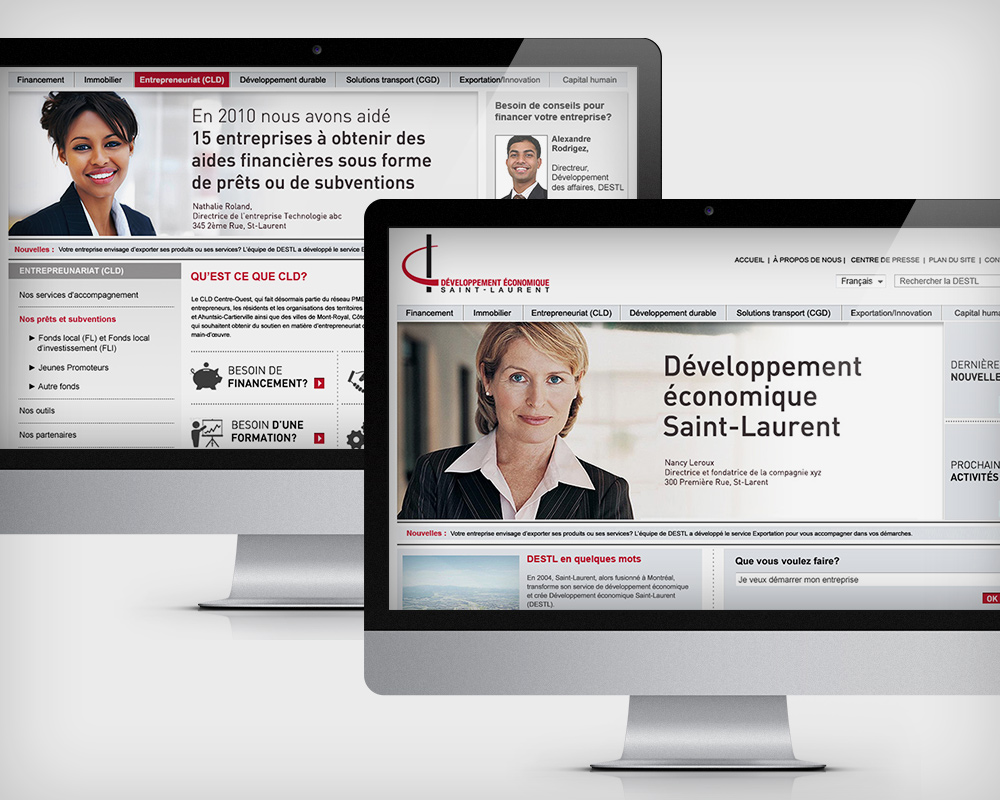 Financement
Immobilier
Entrepreneuriat (CLD)
Développement durable
Solutions transport (CGD)
Exportation/Innovation
Capital humain
En 2010 nous avons aidé
15 entreprises à obtenir des
aides financières sous forme
de prêts ou de subventions
Nathalie Roland,
Directrice de l'entreprise Technologie abc
345 2ème Rue, St-Laurent
Besoin de conseils pour
financer votre entreprise?
Alexandre
Rodrigez,
Directreur,
Développement
des affaires, DESTL
Nouvelles : Votre entreprise envisage d'exporter ses produits ou ses services? L'équipe de DESTL a développé le service
ENTREPREUNARIAT (CLD)
Nos services d'accompagnement
Nos prêts et subventions
► Fonds local (FL) et Fonds local
d'investissement (FLI)
► Jeunes Promoteurs
► Autre fonds
Nos outils
Nos partenaires
QU'EST CE QUE CLD?
Le CLD Centre-Ouest, qui fait désormais partie du réseau PME
entrepreneurs, les résidents et les organisations des territoires
et Ahuntsic-Cartierville ainsi que des villes de Mont-Royal, Côte
qui souhaitent obtenir du soutien en matière d'entrepreneuriat
main-d'œuvre.
BESOIN DE
FINANCEMENT?
BESOIN D'UNE
FORMATION?
DÉVELOPPEMENT ÉCONOMIQUE
SAINT-LAURENT
ACCUEIL | À PROPOS DE NOUS | CENTRE DE PRESSE | PLAN DU SITE | CON
Français
Rechercher la DESTL
Financement
Immobilier
Entrepreneuriat (CLD)
Développement durable
Solutions transport (CGD)
Exportation/Innovation
Capital huma
Développement
économique
Saint-Laurent
Nancy Leroux
Directrice et fondatrice de la compagnie xyz
300 Première Rue, St-Larent
DERNIÈRE
NOUVELLE
PROCHAIN
ACTIVITÉS
Nouvelles : Votre entreprise envisage d'exporter ses produits ou ses services? L'équipe de DESTL a développé le service Exportation pour vous accompagner dans vos démarches.
DESTL en quelques mots
En 2004, Saint-Laurent, alors fusionné à Montréal,
transforme son service de développement économique
et crée Développement économique Saint-Laurent
(DESTL).
Que vous voulez faire?
Je veux démarrer mon entreprise
OK